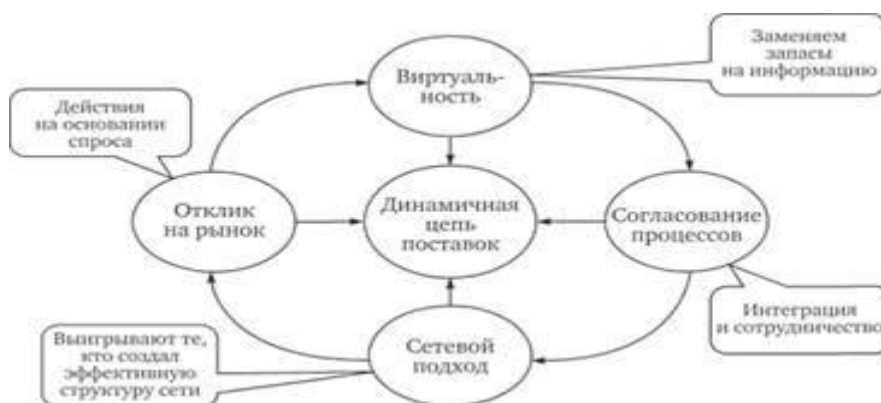 Заменяем
запасы
на информацию
Виртуаль-
ность
Действия
на основании
спроса
Отклик
на рынок
Динамичная
цепь
поставок
Согласование
процессов
Интеграция
и сотрудничество
Выигрывают те,
кто создал
эффективную
структуру сети
Сетевой
подход